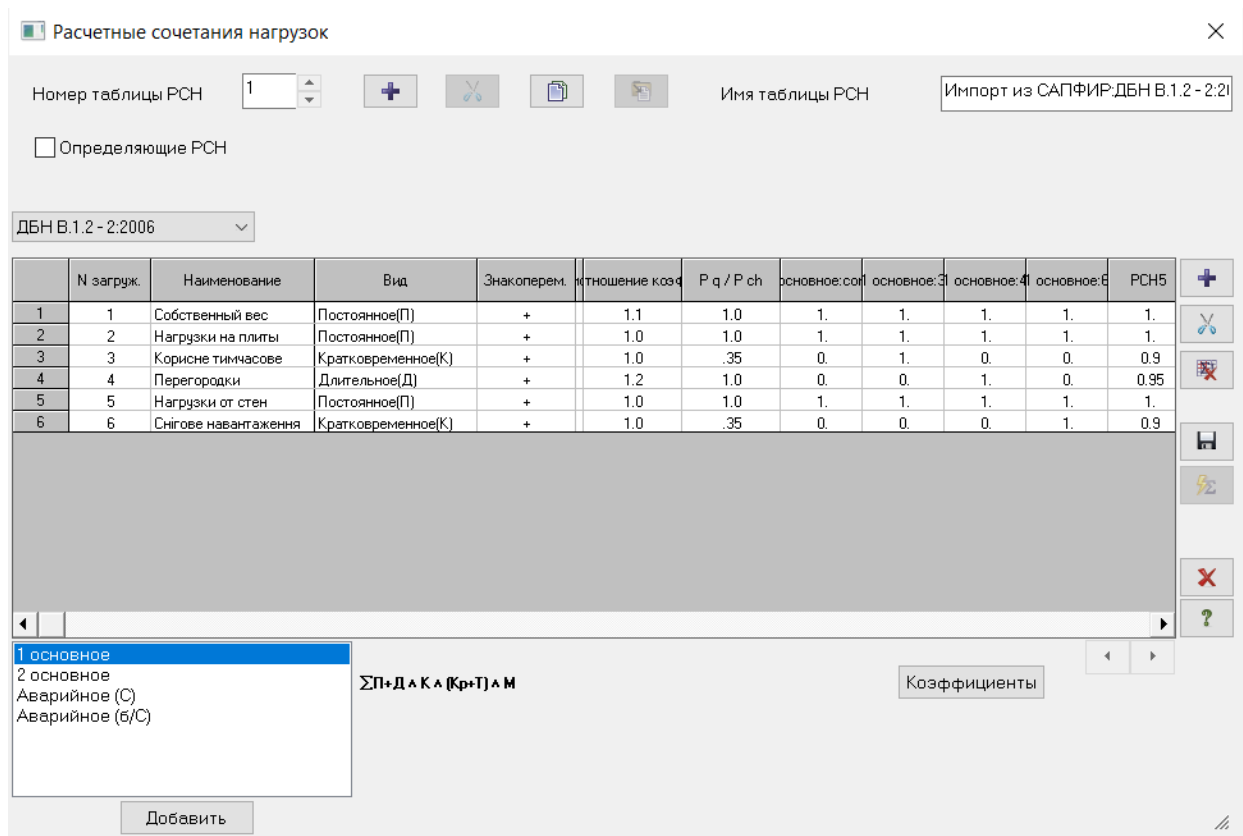 Расчетные сочетания нагрузок
Номер таблицы РСН 1 Имя таблицы РСН Импорт из САПФИР:ДБН В.1.2 - 2:2
Определяющие РСН
ДБН В.1.2 - 2:2006
N загруж. Наименование Вид Знакоперем. тношение коэф P q / P ch основное:con 1 основное:3 1 основное:4 1 основное:6 РСН5
1 1 Собственный вес Постоянное(П) + 1.1 1.0 1. 1. 1. 1. 1.
2 2 Нагрузки на плиты Постоянное(П) + 1.0 1.0 1. 1. 1. 1. 1.
3 3 Корисне тимчасове Кратковременное(К) + 1.0 .35 0. 1. 0. 0. 0.9
4 4 Перегородки Длительное(Д) + 1.2 1.0 0. 0. 1. 0. 0.95
5 5 Нагрузки от стен Постоянное(П) + 1.0 1.0 1. 1. 1. 1. 1.
6 6 Снігове навантаження Кратковременное(К) + 1.0 .35 0. 0. 0. 1. 0.9
1 основное
2 основное
Аварийное (С)
Аварийное (б/С)
∑П+Д ʌ К ʌ (Кр+Т) ʌ М
Коэффициенты
Добавить